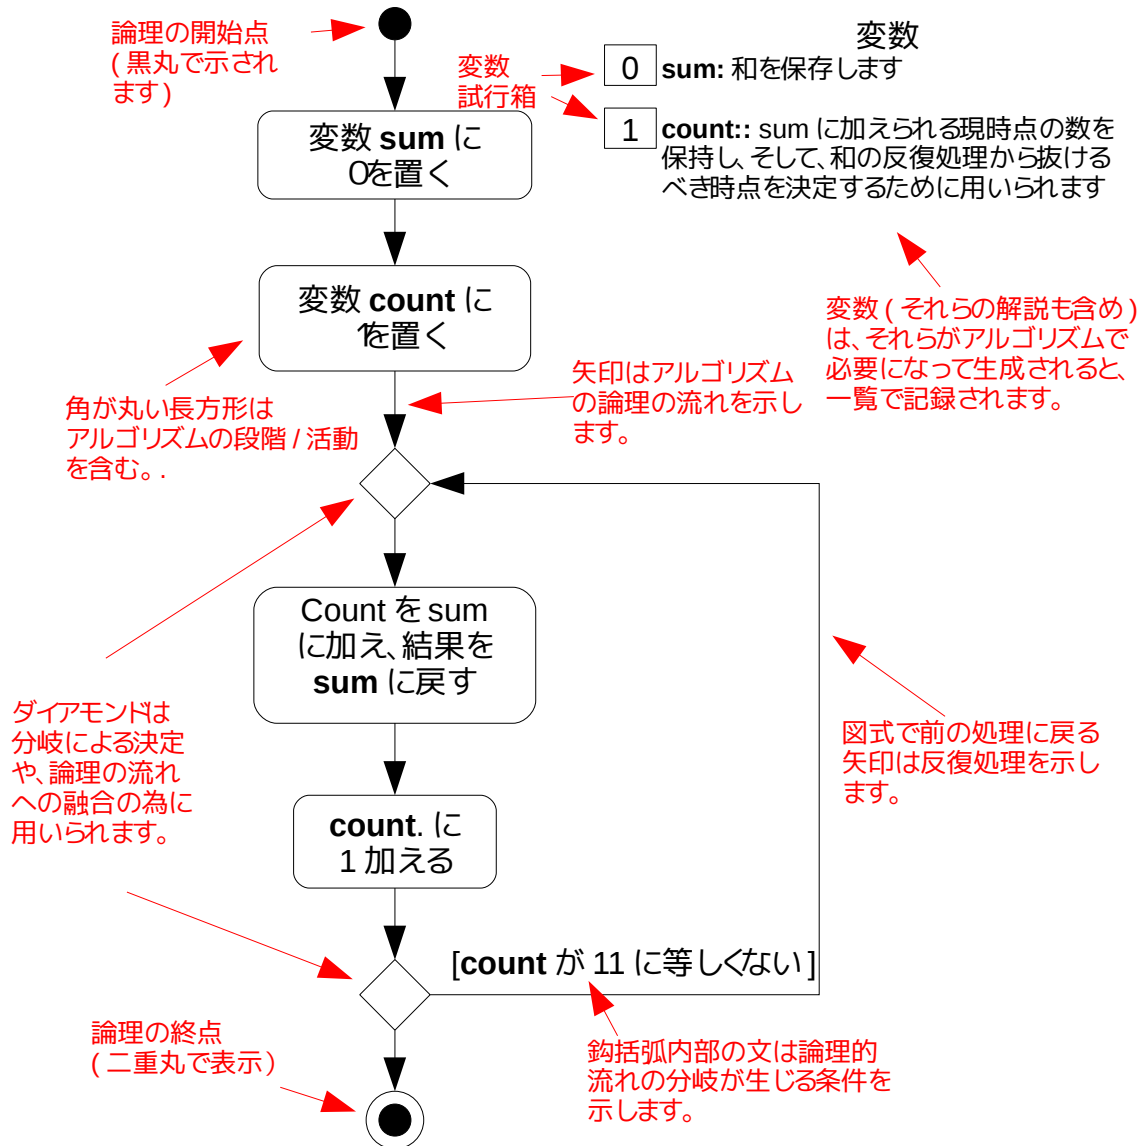 論理の開始点
( 黒丸で示され
ます )
変数
変数
試行箱
0 sum: 和を保存します
1 count:: sum に加えられる現時点の数を
保持し、そして、和の反復処理から抜ける
べき時点を決定するために用いられます
変数 sum に
0を置く
変数 count に
1を置く
変数 ( それらの解説も含め )
は、それらがアルゴリズムで
必要になって生成されると、
一覧で記録されます。
矢印はアルゴリズム
の論理の流れを示し
ます。
角が丸い長方形は
アルゴリズムの段階 / 活動
を含む。.
Count を sum
に加え、結果を
sum に戻す
ダイアモンドは
分岐による決定
や、論理の流れ
への融合の為に
用いられます。
図式で前の処理に戻る
矢印は反復処理を示し
ます。
count. に
1 加える
[count が 11 に等しくない ]
論理の終点
( 二重丸で表示 )
鈎括弧内部の文は論理的
流れの分岐が生じる条件を
示します。